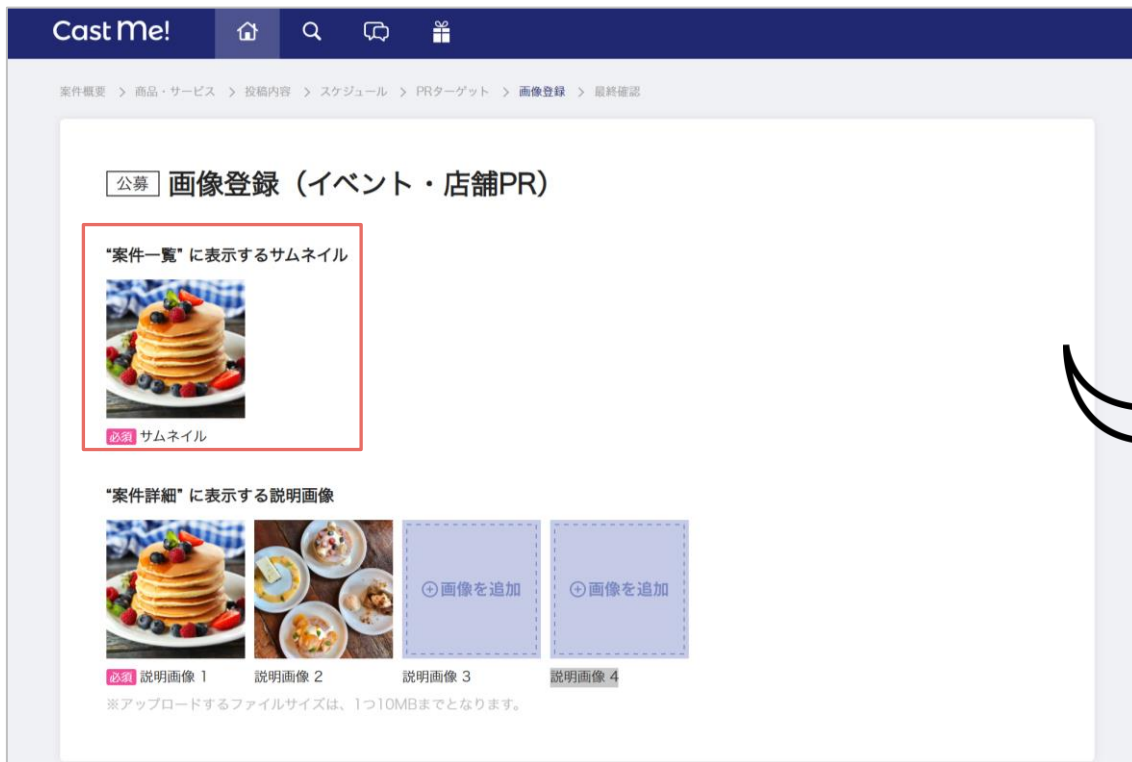 Cast Me!
案件概要 > 商品・サービス > 投稿内容 > スケジュール > PRターゲット > 画像登録 > 最終確認
公募 画像登録（イベント・店舗PR）
“案件一覧” に表示するサムネイル
必須 サムネイル
“案件詳細” に表示する説明画像
画像を追加 画像を追加
必須 説明画像 1 説明画像 2 説明画像 3 説明画像 4
※アップロードするファイルサイズは、1つ10MBまでとなります。